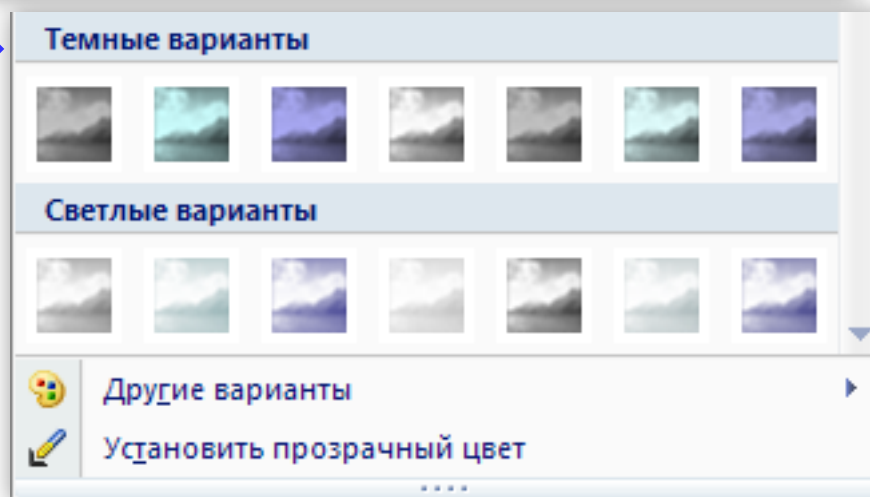 Темные варианты
Светлые варианты
Другие варианты
Установить прозрачный цвет